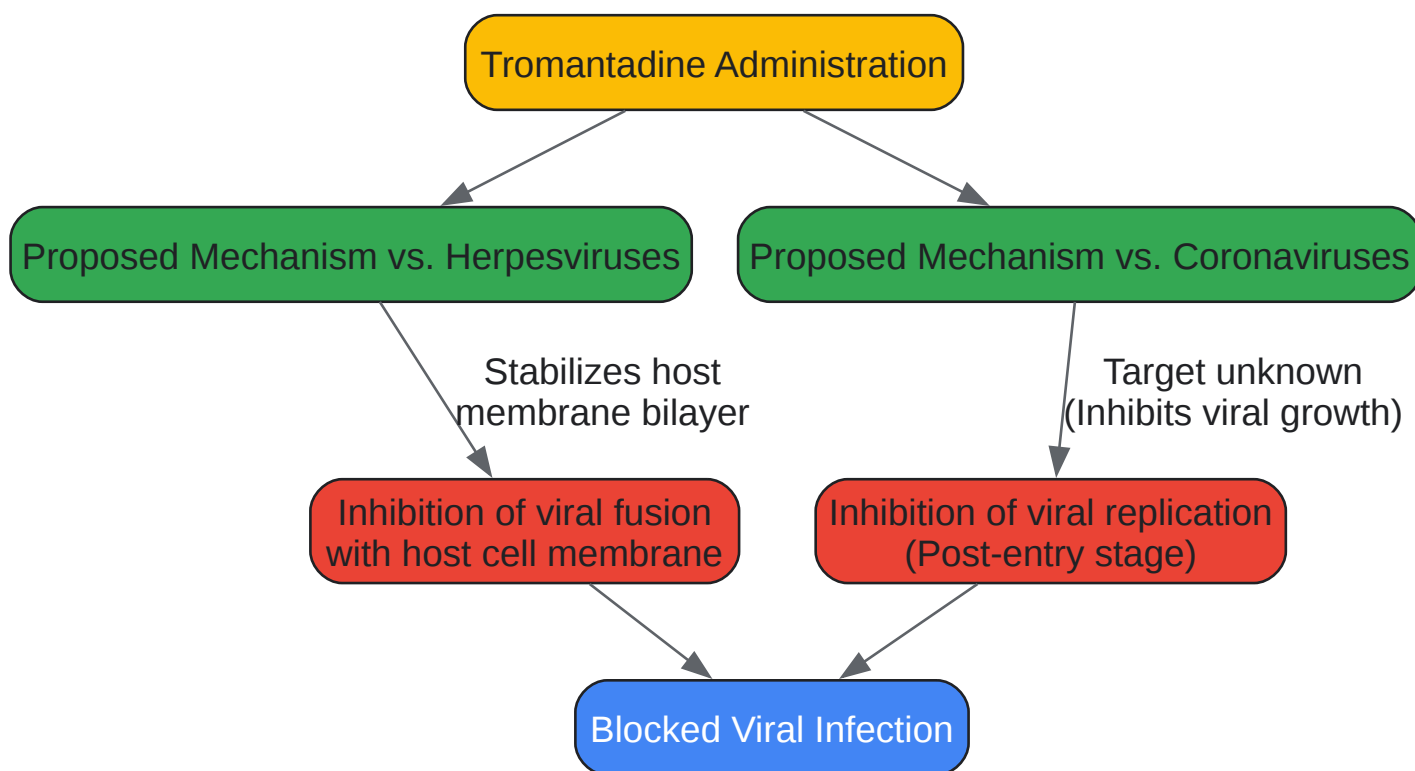 Tromantadine Administration
Proposed Mechanism vs. Herpesviruses
Proposed Mechanism vs. Coronaviruses
Stabilizes host
membrane bilayer
Target unknown
(Inhibits viral growth)
Inhibition of viral fusion
with host cell membrane
Inhibition of viral replication
(Post-entry stage)
Blocked Viral Infection